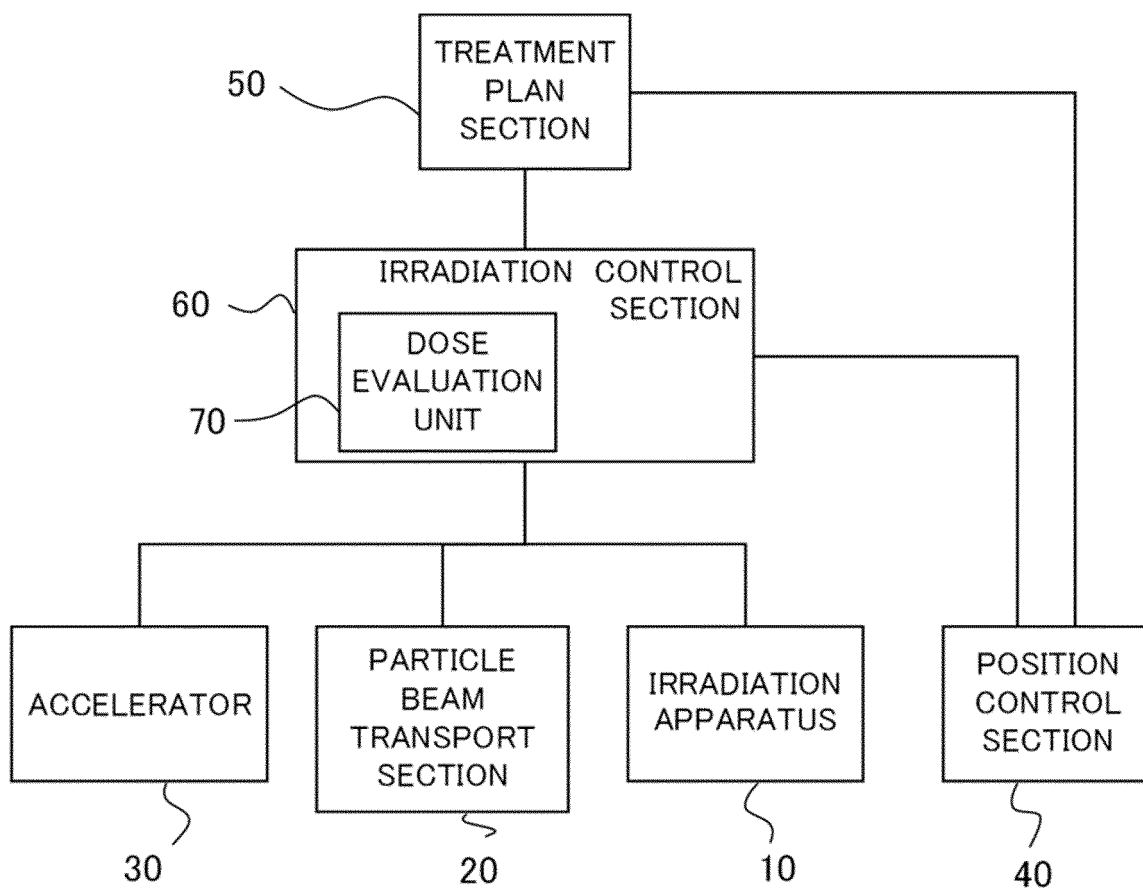 TREATMENT
PLAN
SECTION
50
IRRADIATION CONTROL
SECTION
60
DOSE
EVALUATION
UNIT
70
ACCELERATOR
PARTICLE
BEAM
TRANSPORT
SECTION
IRRADIATION
APPARATUS
POSITION
CONTROL
SECTION
30
20
10
40